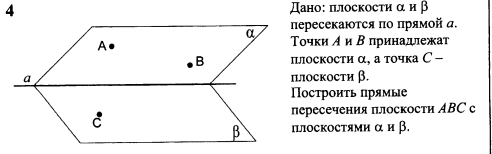 4
Дано: плоскости α и β
пересекаются по прямой a.
Точки A и B принадлежат
плоскости α, а точка C –
плоскости β.
Построить прямые
пересечения плоскости ABC с
плоскостями α и β.
A
α
B
a
C
β